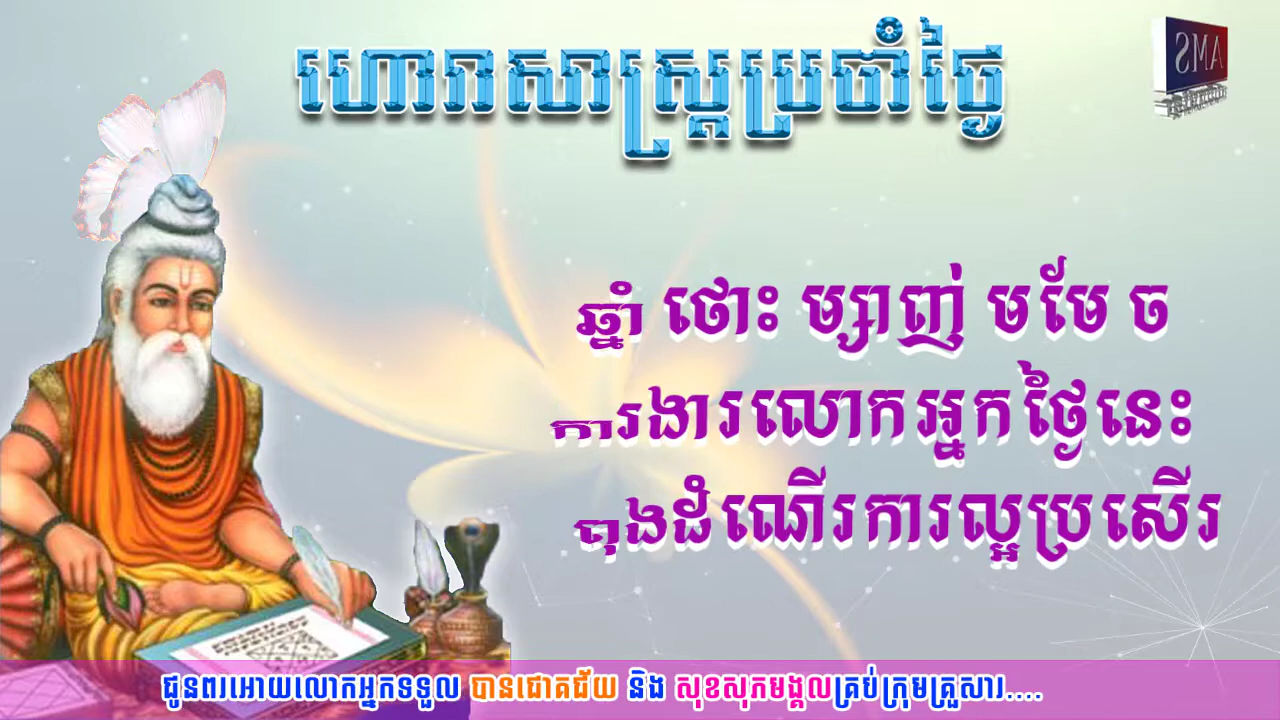 ហោរាសាស្ត្រប្រចាំថ្ងៃ
AMS
ឆ្នាំ ថោះ ម្សាញ់ មមែ ច
ការងារលោកអ្នកថ្ងៃនេះ
កុងដំណើរការល្អប្រសើរ
ជូនពរអោយលោកអ្នកទទួល បានជោគជ័យ និង សុខសុភមង្គលគ្រប់ក្រុមគ្រួសារ....